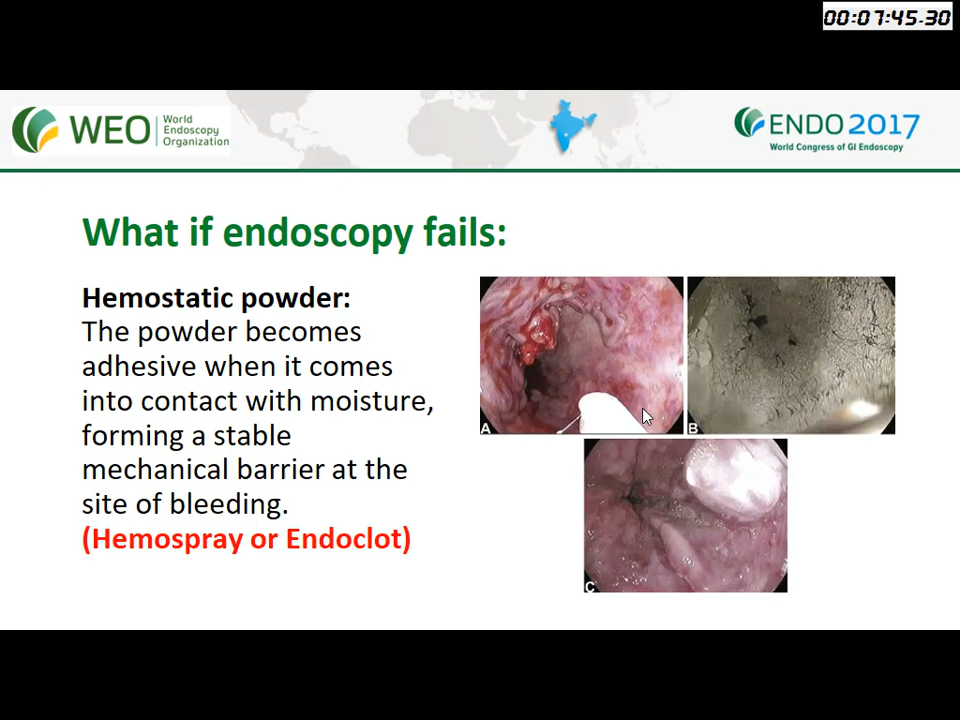 00:07:45.30
WEO
World
Endoscopy
Organization
ENDO 2017
World Congress of GI Endoscopy
What if endoscopy fails:
Hemostatic powder:
The powder becomes
adhesive when it comes
into contact with moisture,
forming a stable
mechanical barrier at the
site of bleeding.
(Hemospray or Endoclot)
A
B
C